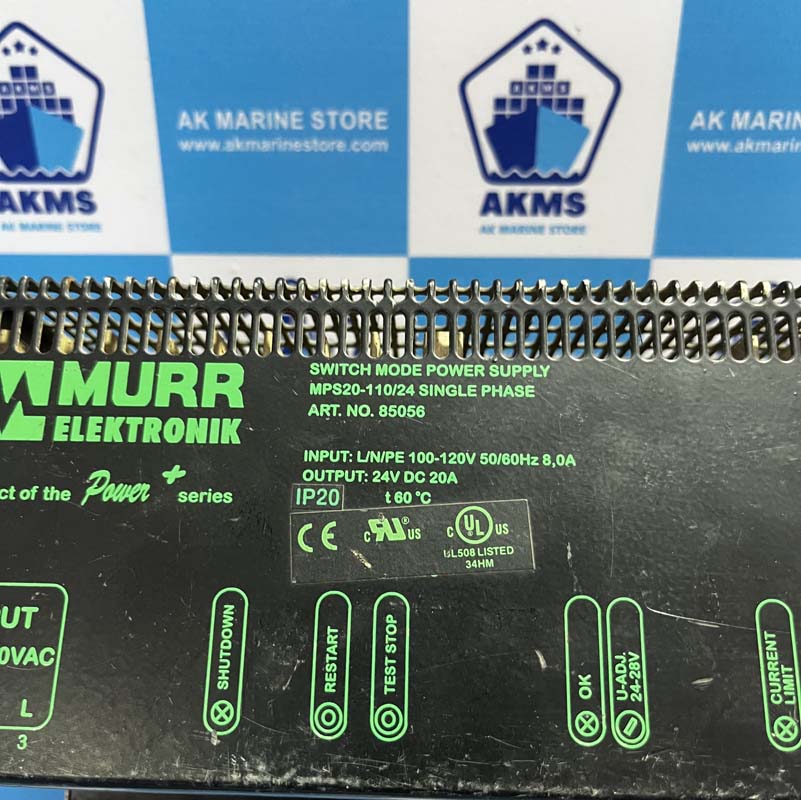 AK MARINE STORE
www.akmarinestore.com
AK MARIN
www.akmarin
AKMS
AK MARINE STORE
AKMS
AK MARINE STORE
MURR
ELEKTRONIK
ct of the Power+ series
SWITCH MODE POWER SUPPLY
MPS20-110/24 SINGLE PHASE
ART. NO. 85056
INPUT: L/N/PE 100-120V 50/60Hz 8,0A
OUTPUT: 24V DC 20A
IP20 t 60 °C
CE c RU® US c UL US
UL508 LISTED
34HM
PUT
0VAC
L
3
SHUTDOWN
RESTART
TEST STOP
OK
U-ADJ.
24-28V
CURRENT
LIMIT